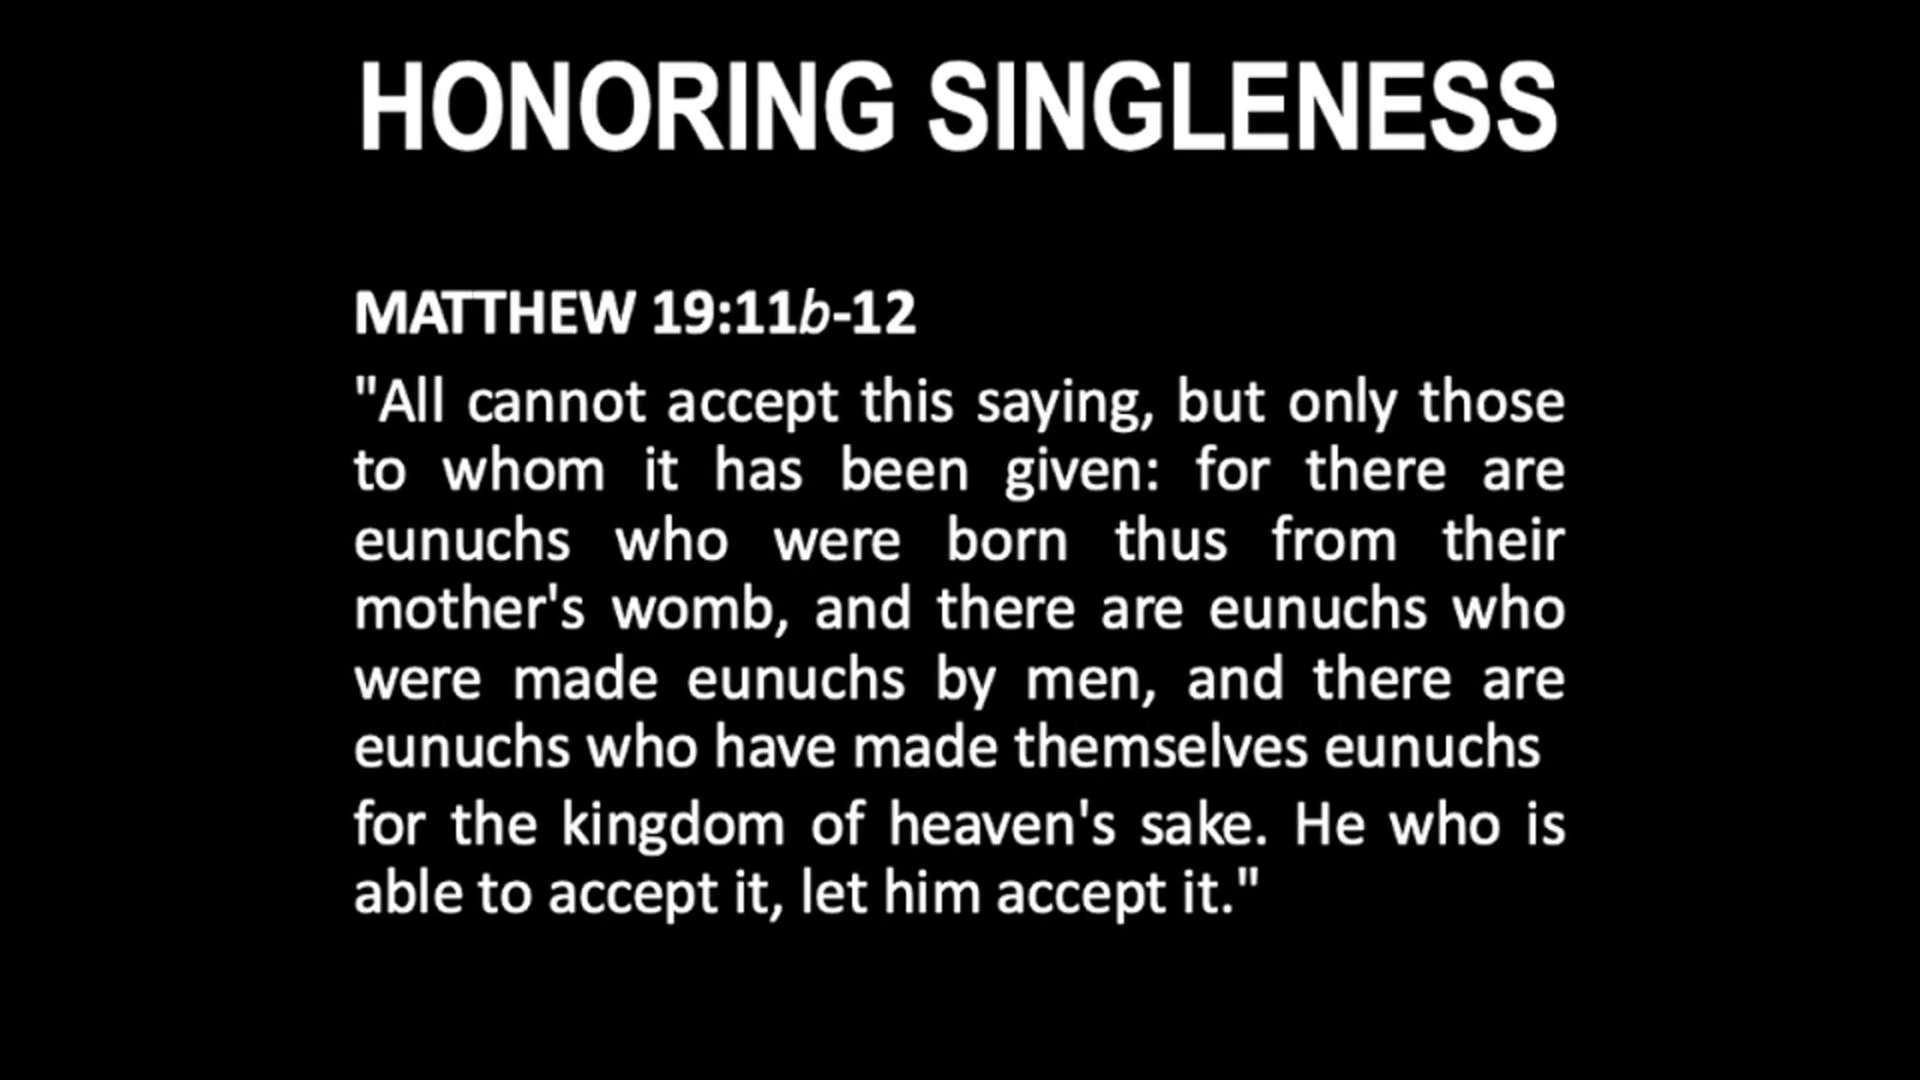 HONORING SINGLENESS
MATTHEW 19:11b-12
"All cannot accept this saying, but only those
to whom it has been given: for there are
eunuchs who were born thus from their
mother's womb, and there are eunuchs who
were made eunuchs by men, and there are
eunuchs who have made themselves eunuchs
for the kingdom of heaven's sake. He who is
able to accept it, let him accept it."